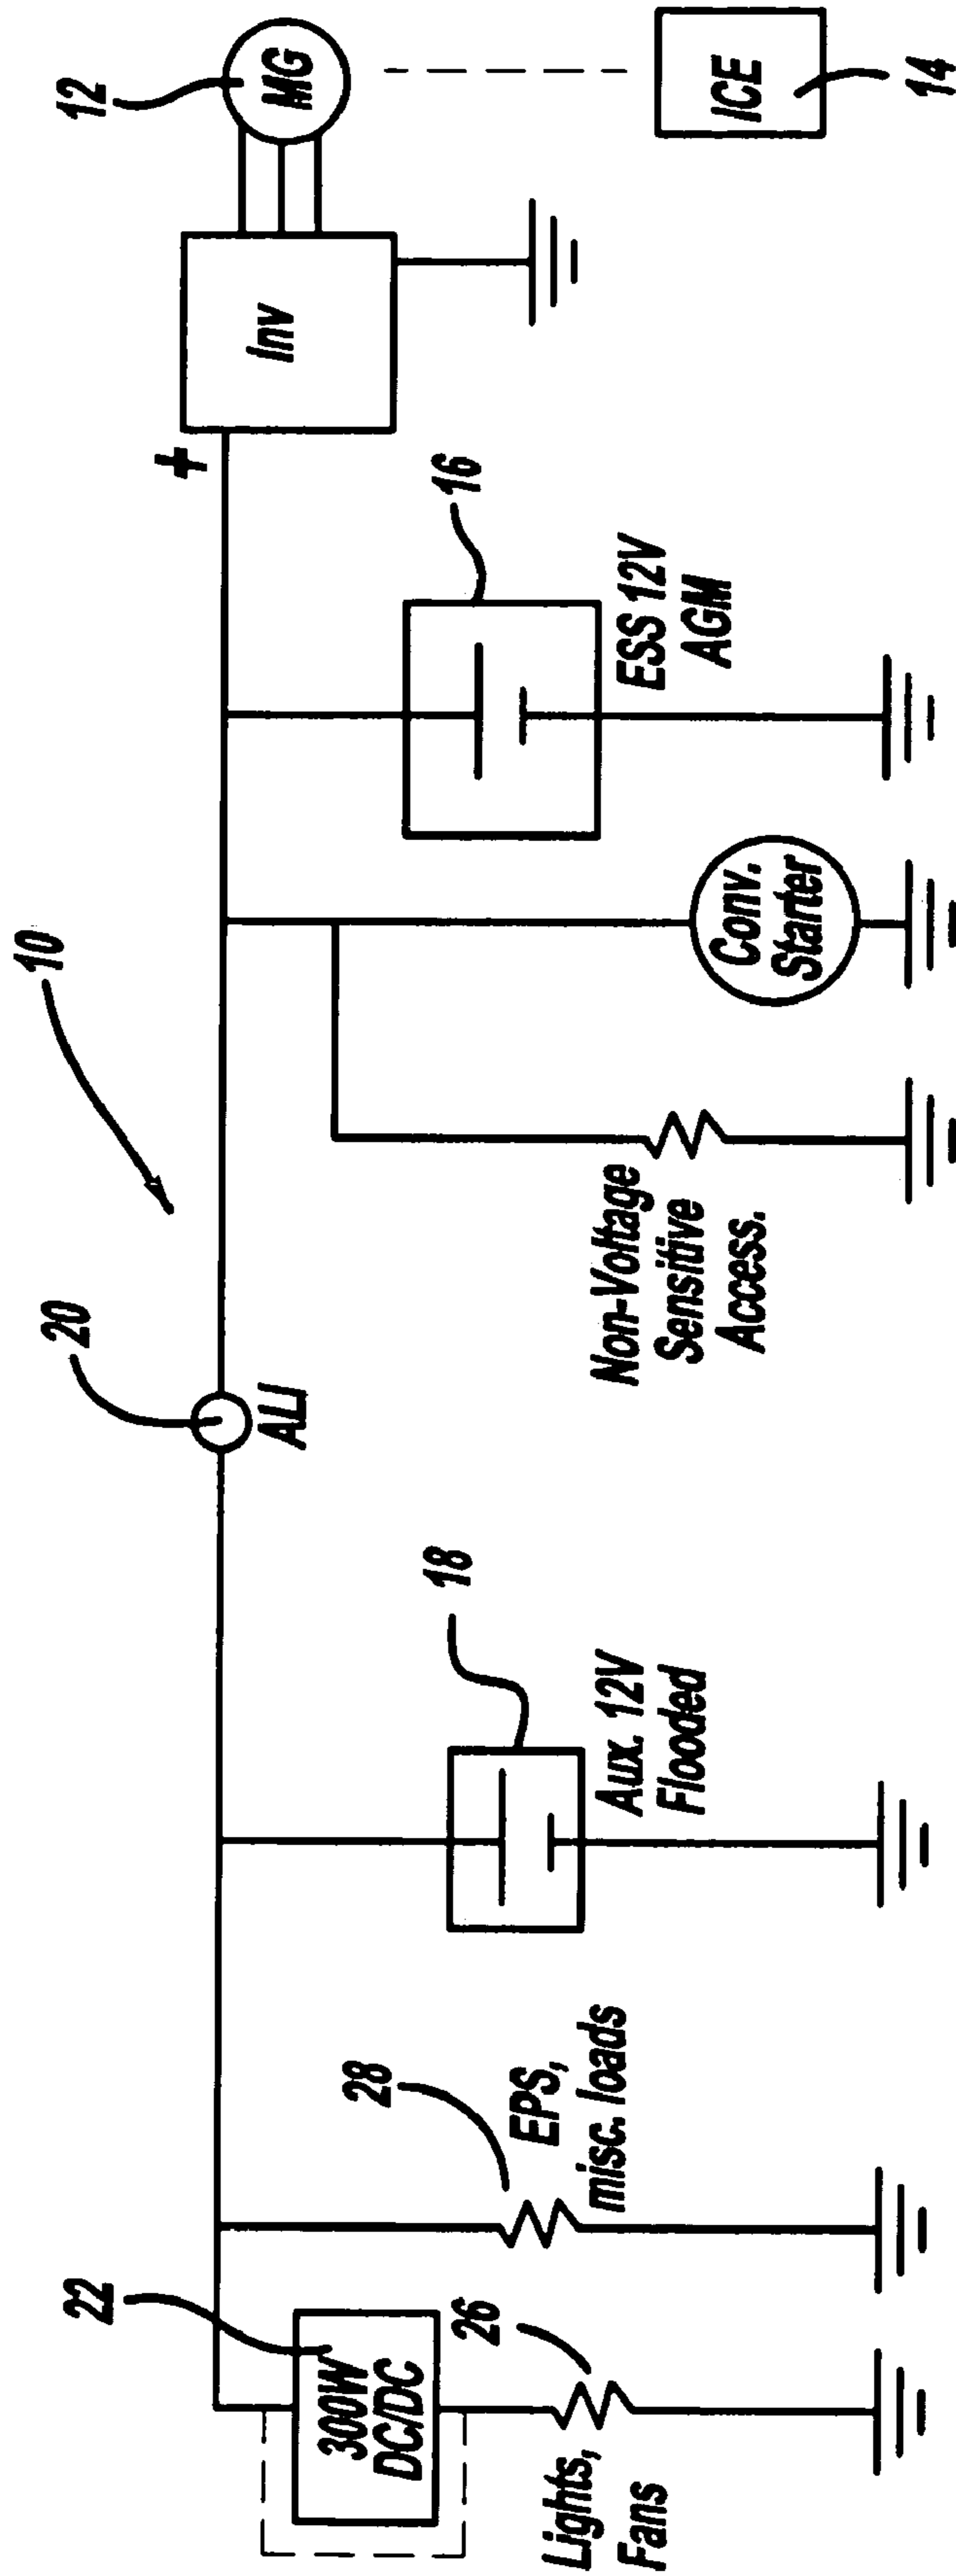 10
12
MG
ICE
14
Inv
+
16
ESS 12V
AGM
Conv.
Starter
Non-Voltage
Sensitive
Access.
20
ALI
18
Aux. 12V
Flooded
28
EPS,
misc. loads
22
300W
DC/DC
26
Lights,
Fans